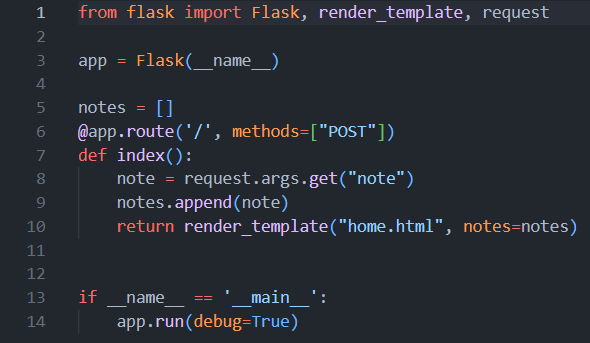 1 from flask import Flask, render_template, request
2
3 app = Flask(__name__)
4
5 notes = []
6 @app.route('/', methods=["POST"])
7 def index():
8     note = request.args.get("note")
9     notes.append(note)
10     return render_template("home.html", notes=notes)
11
12
13 if __name__ == '__main__':
14     app.run(debug=True)